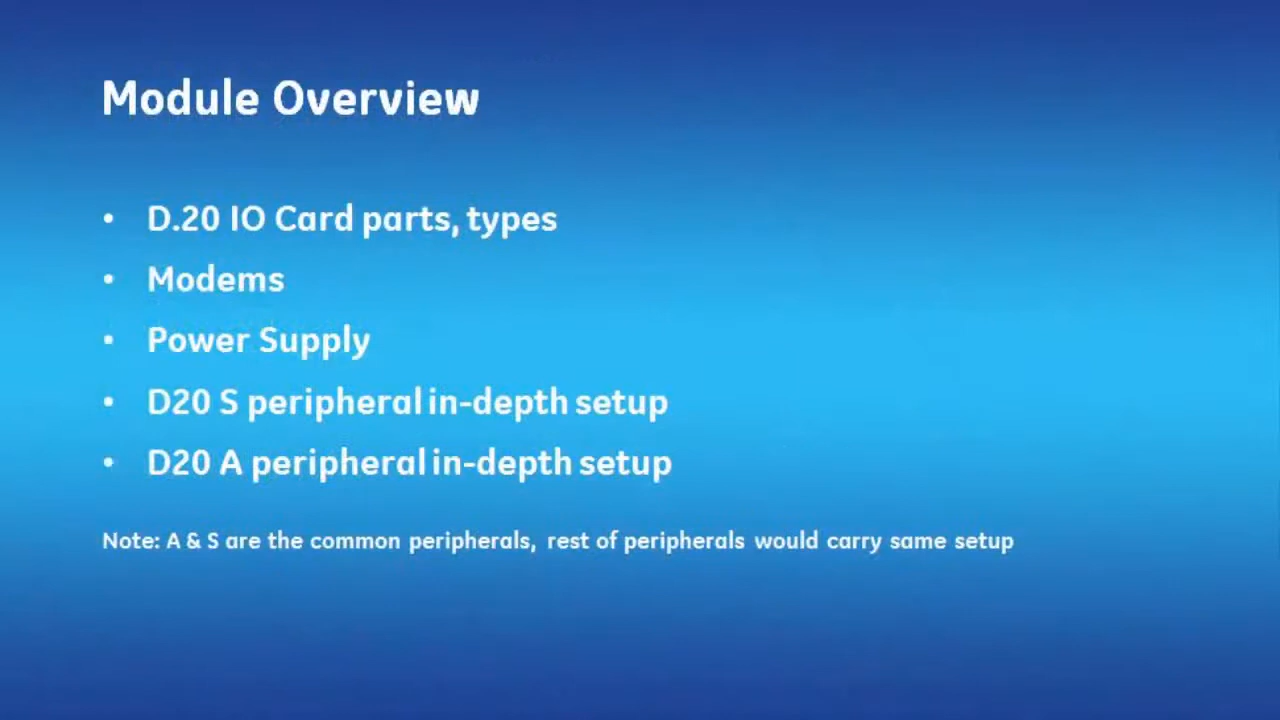 Module Overview
• D.20 IO Card parts, types
• Modems
• Power Supply
• D20 S peripheral in-depth setup
• D20 A peripheral in-depth setup
Note: A & S are the common peripherals, rest of peripherals would carry same setup